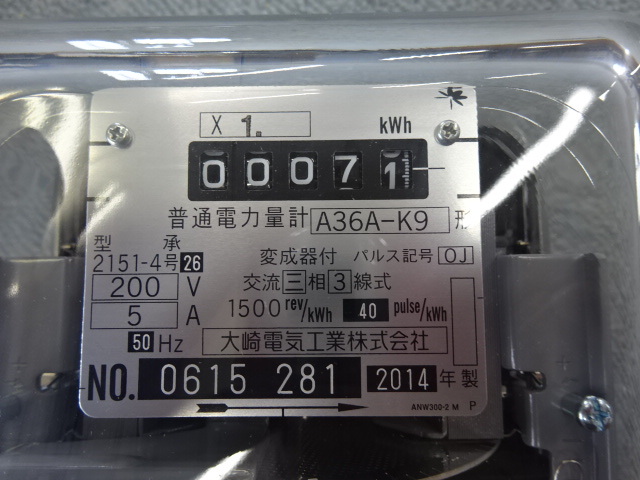 X 1. kWh
00071
普通電力量計 A36A-K9 形
型 承 変成器付 パルス記号 OJ
2151-4号 26
200 V 交流 三 相 3 線式
5 A 1500 rev/kWh 40 pulse/kWh
50 Hz 大崎電気工業株式会社
NO. 0615 281 2014 年製
ANW300-2 M P